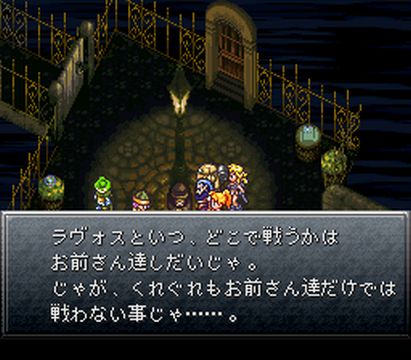 ラヴォスといつ、どこで戦うかは
お前さん達しだいじゃ。
じゃが、くれぐれもお前さん達だけでは
戦わない事じゃ……。